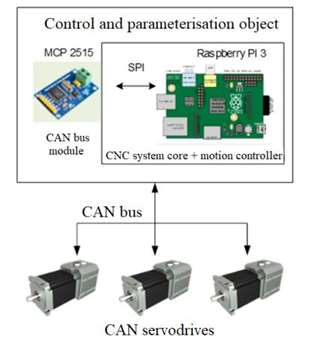 Control and parameterisation object
MCP 2515
Raspberry PI 3
SPI
CAN bus
module
CNC system core + motion controller
CAN bus
CAN servodrives